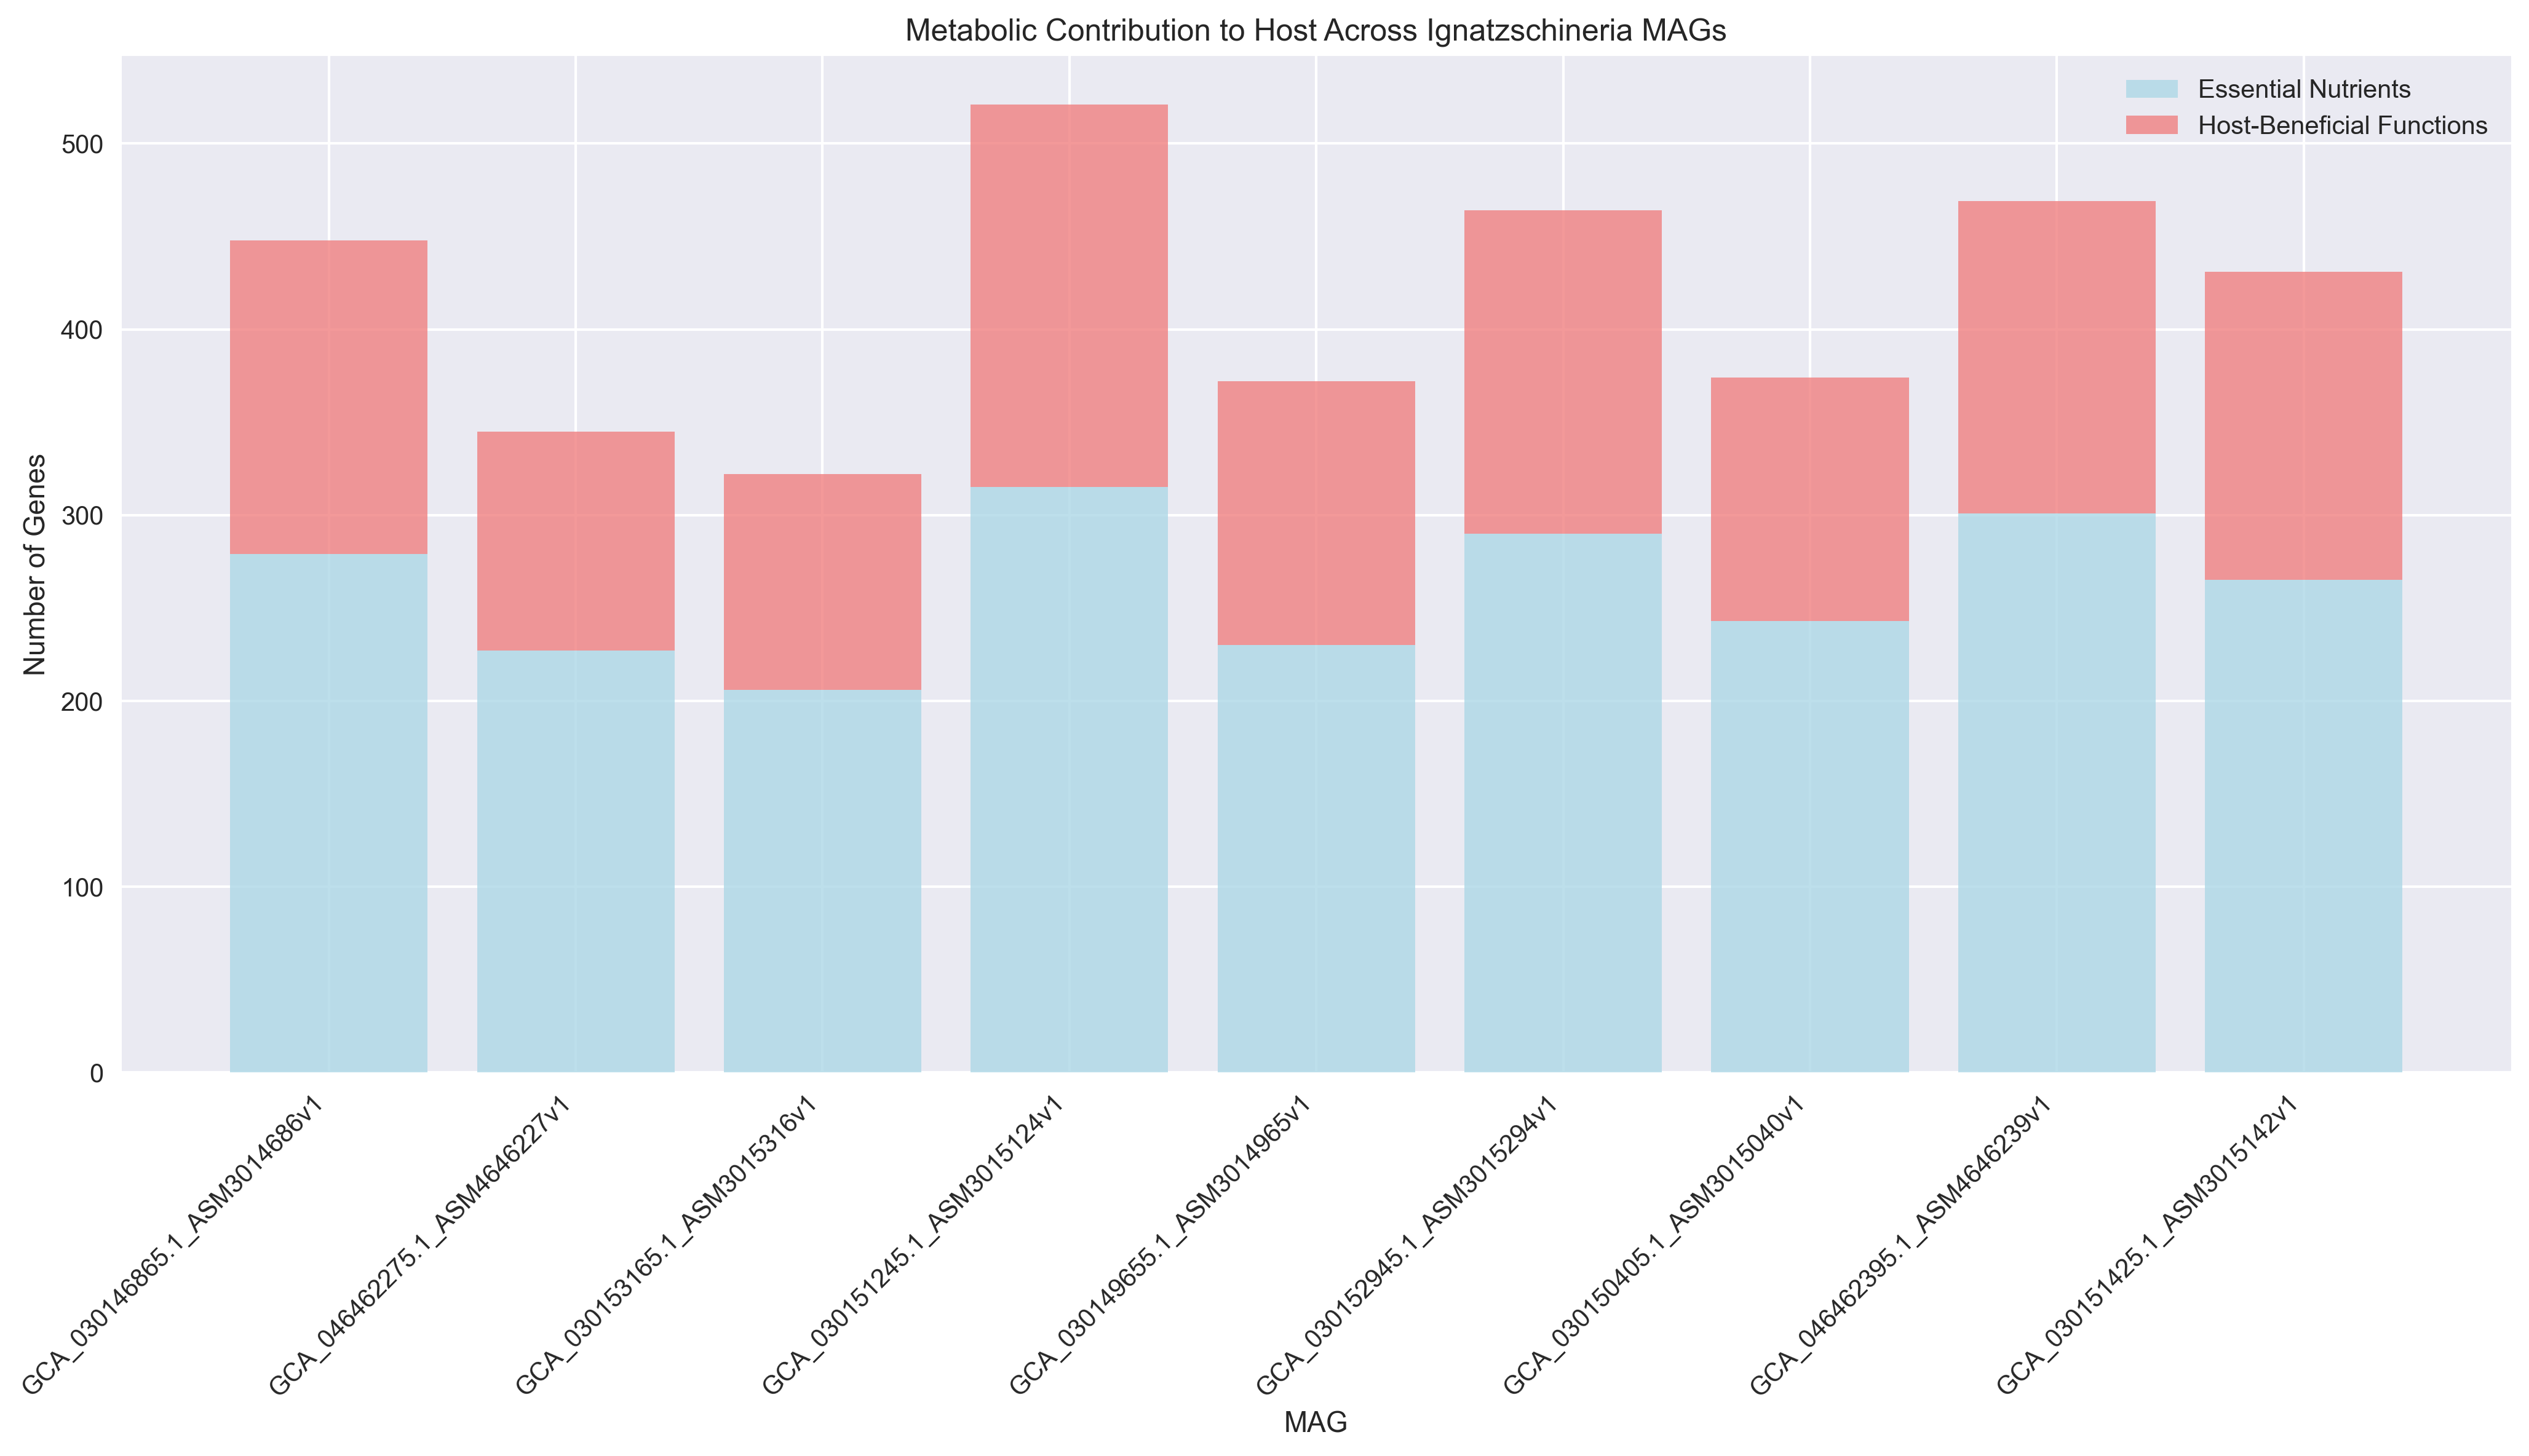 Metabolic Contribution to Host Across Ignatzschineria MAGs
Essential Nutrients
Host-Beneficial Functions
Number of Genes
500
400
300
200
100
0
GCA_030146865.1_ASM3014686v1
GCA_046462275.1_ASM4646227v1
GCA_030153165.1_ASM3015316v1
GCA_030151245.1_ASM3015124v1
GCA_030149655.1_ASM3014965v1
GCA_030152945.1_ASM3015294v1
GCA_030150405.1_ASM3015040v1
GCA_046462395.1_ASM4646239v1
GCA_030151425.1_ASM3015142v1
MAG